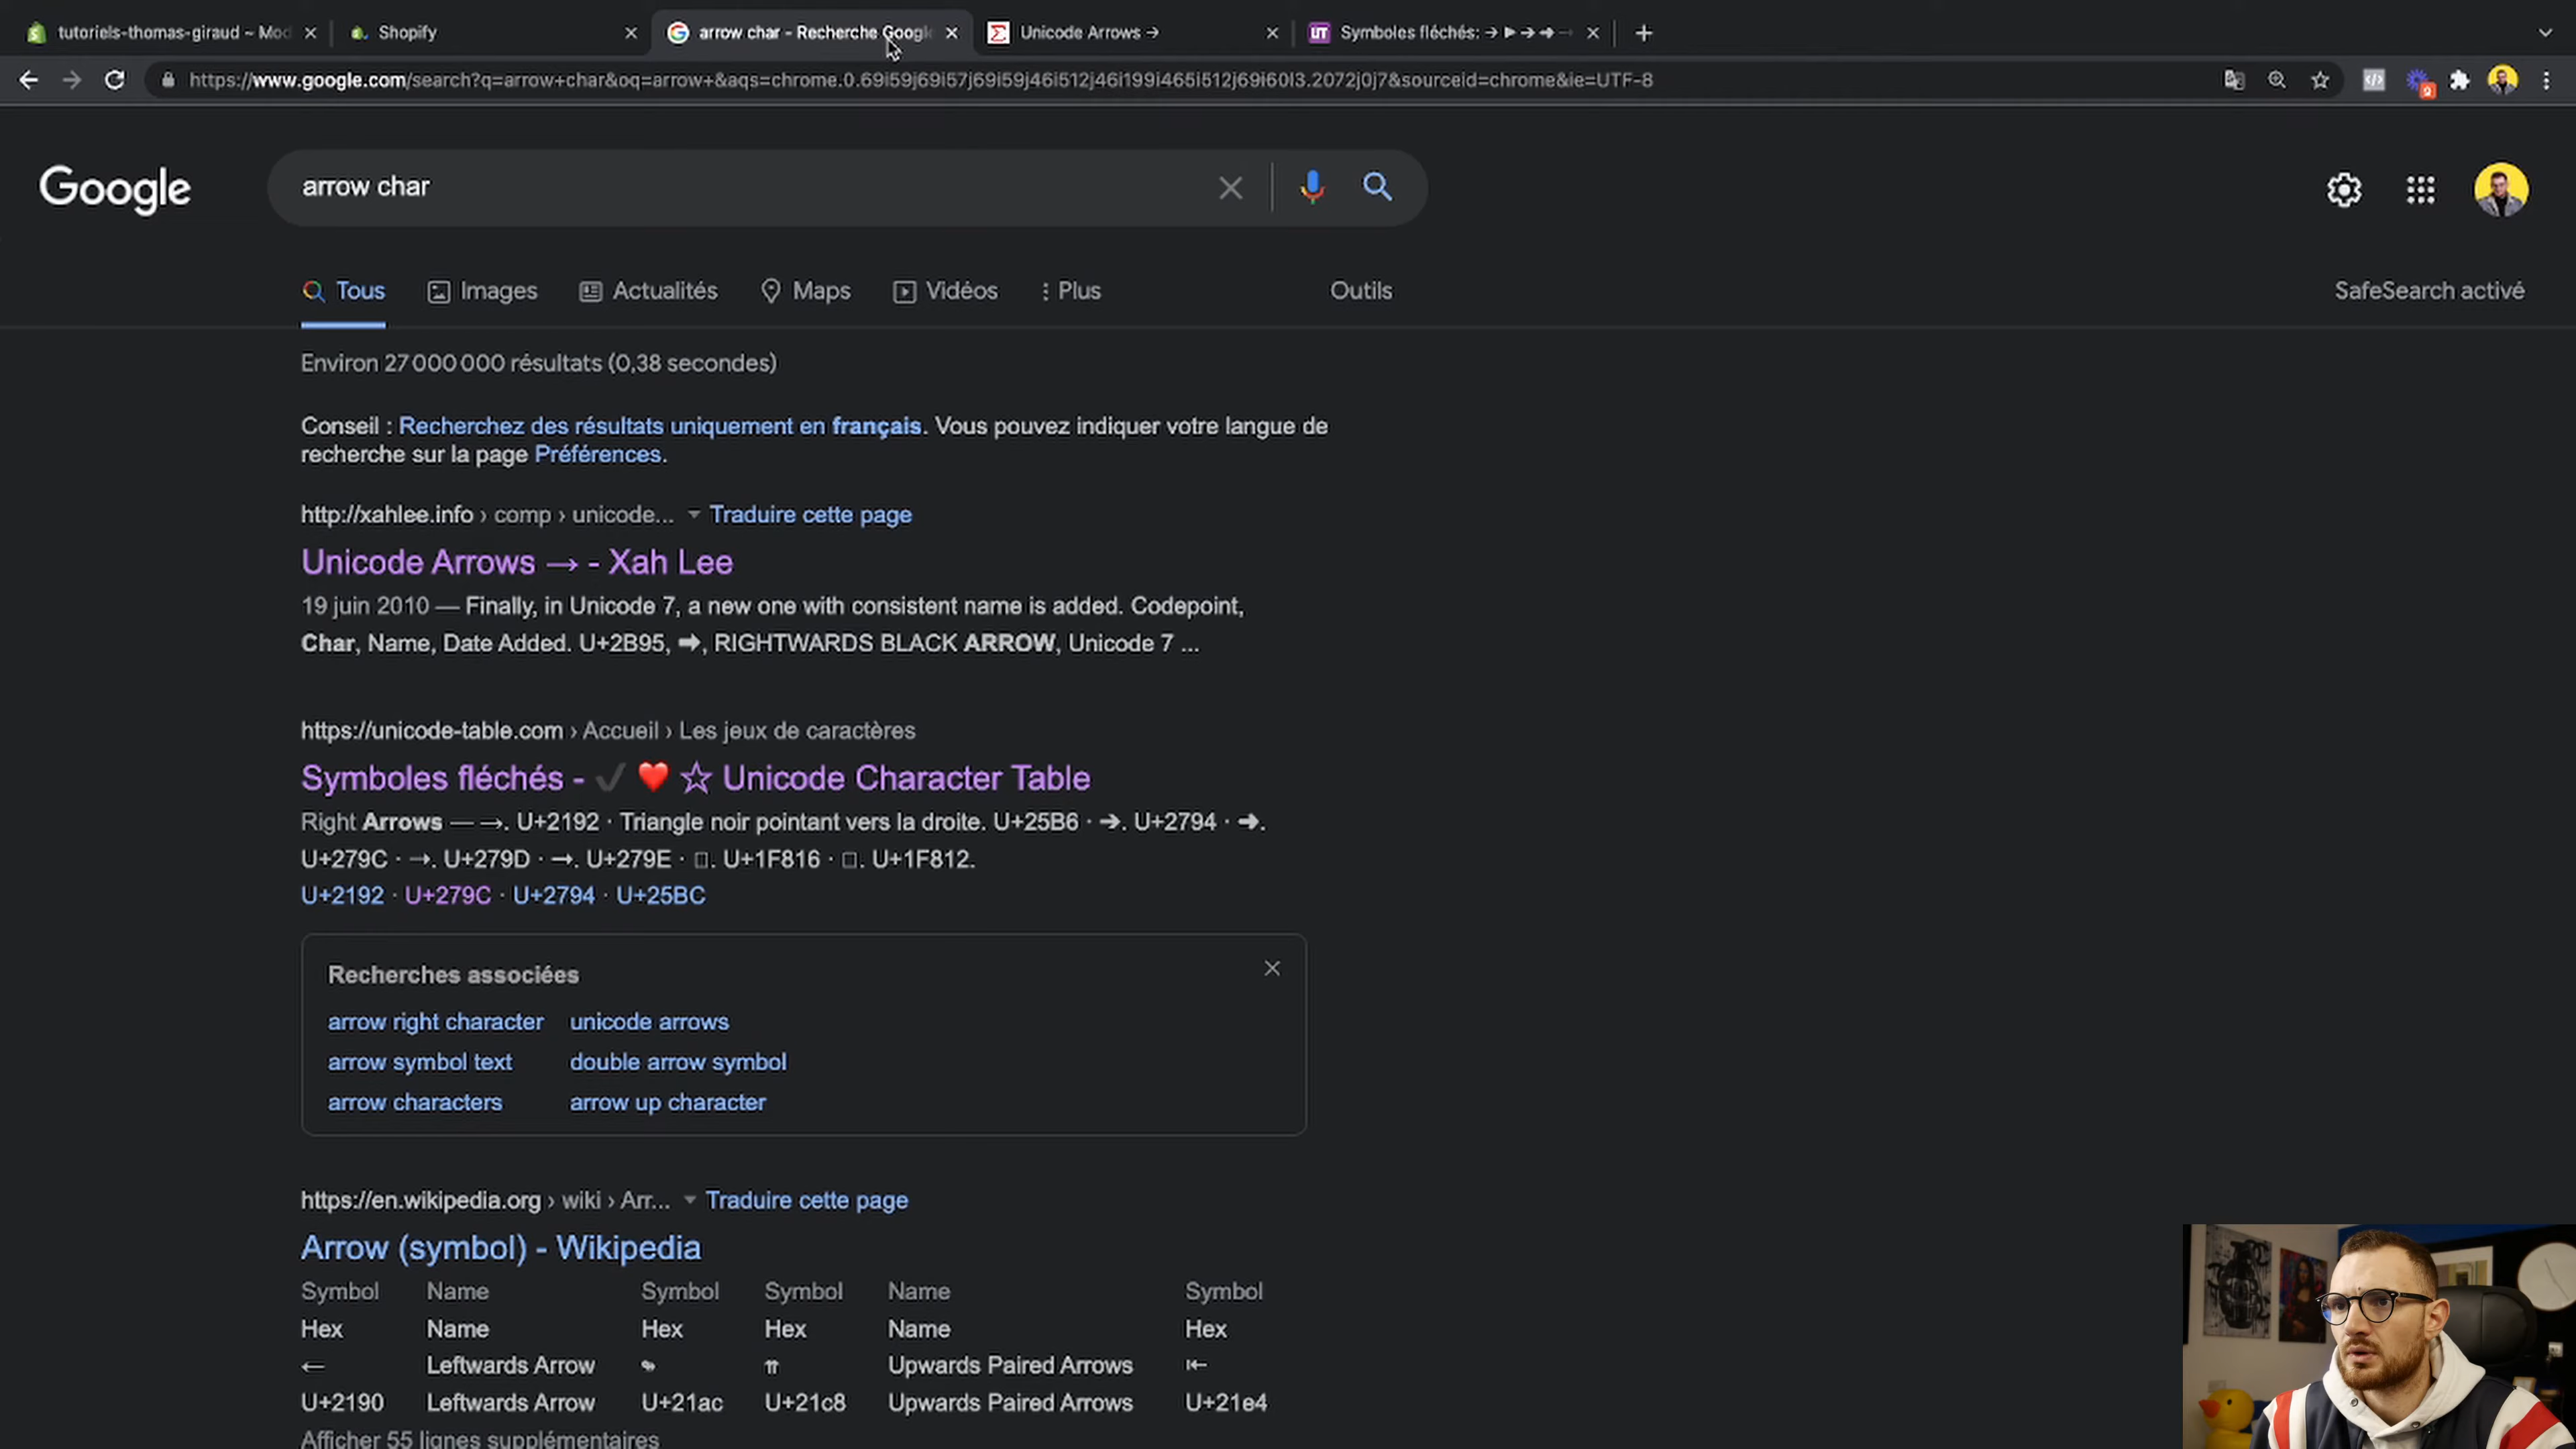 tutoriels-thomas-giraud ~ Mod
Shopify
arrow char - Recherche Google
Unicode Arrows →
Symboles fléchés: → ► ➔ ➜
https://www.google.com/search?q=arrow+char&oq=arrow+&aqs=chrome.0.69i59j69i57j69i59j46i512j46i199i465i512j69i60l3.2072j0j7&sourceid=chrome&ie=UTF-8
Google
arrow char
Tous
Images
Actualités
Maps
Vidéos
Plus
Outils
SafeSearch activé
Environ 27 000 000 résultats (0,38 secondes)
Conseil : Recherchez des résultats uniquement en français. Vous pouvez indiquer votre langue de
recherche sur la page Préférences.
http://xahlee.info › comp › unicode... Traduire cette page
Unicode Arrows → - Xah Lee
19 juin 2010 — Finally, in Unicode 7, a new one with consistent name is added. Codepoint,
Char, Name, Date Added. U+2B95, ⮕, RIGHTWARDS BLACK ARROW, Unicode 7 ...
https://unicode-table.com › Accueil › Les jeux de caractères
Symboles fléchés - ✓ ❤️ ☆ Unicode Character Table
Right Arrows — →. U+2192 · Triangle noir pointant vers la droite. U+25B6 · ➔. U+2794 · ➜.
U+279C · ➝. U+279D · ➞. U+279E · □. U+1F816 · □. U+1F812.
U+2192 · U+279C · U+2794 · U+25BC
Recherches associées
arrow right character unicode arrows
arrow symbol text double arrow symbol
arrow characters arrow up character
https://en.wikipedia.org › wiki › Arr... Traduire cette page
Arrow (symbol) - Wikipedia
Symbol Name Symbol Symbol Name Symbol
Hex Name Hex Hex Name Hex
← Leftwards Arrow ↬ ⇈ Upwards Paired Arrows ⇤
U+2190 Leftwards Arrow U+21ac U+21c8 Upwards Paired Arrows U+21e4
Afficher 55 lignes supplémentaires